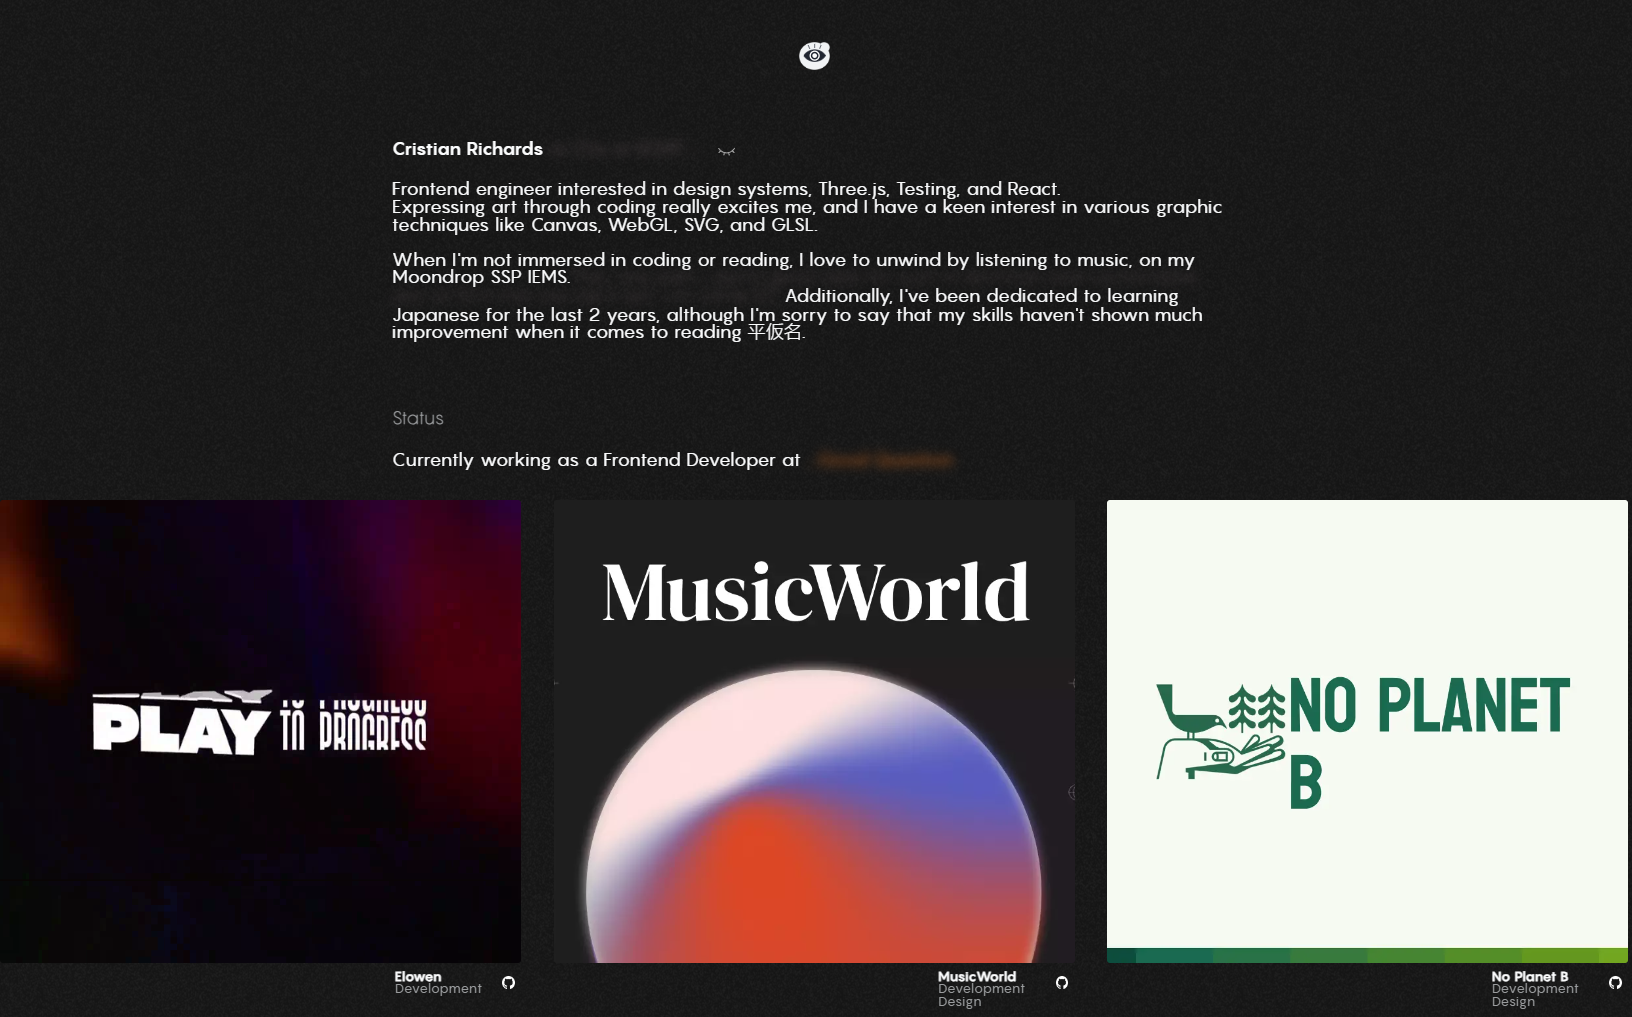 Cristian Richards
Frontend engineer interested in design systems, Three.js, Testing, and React.
Expressing art through coding really excites me, and I have a keen interest in various graphic
techniques like Canvas, WebGL, SVG, and GLSL.
When I'm not immersed in coding or reading, I love to unwind by listening to music, on my
Moondrop SSP IEMS.
Additionally, I've been dedicated to learning
Japanese for the last 2 years, although I'm sorry to say that my skills haven't shown much
improvement when it comes to reading 平仮名.
Status
Currently working as a Frontend Developer at
PLAY TO PROGRESS
MusicWorld
NO PLANET
B
Elowen
Development
MusicWorld
Development
Design
No Planet B
Development
Design